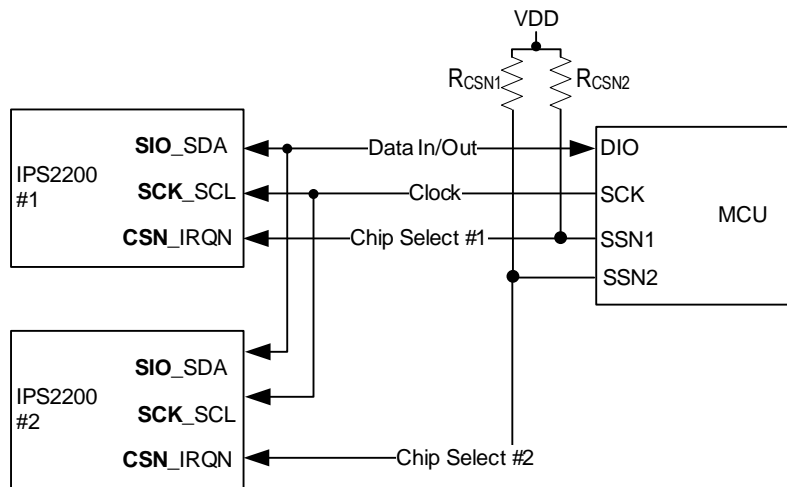 VDD
RCSN1
RCSN2
SIO_SDA
Data In/Out
DIO
IPS2200
#1
SCK_SCL
Clock
SCK
MCU
CSN_IRQN
Chip Select #1
SSN1
SSN2
SIO_SDA
IPS2200
#2
SCK_SCL
CSN_IRQN
Chip Select #2